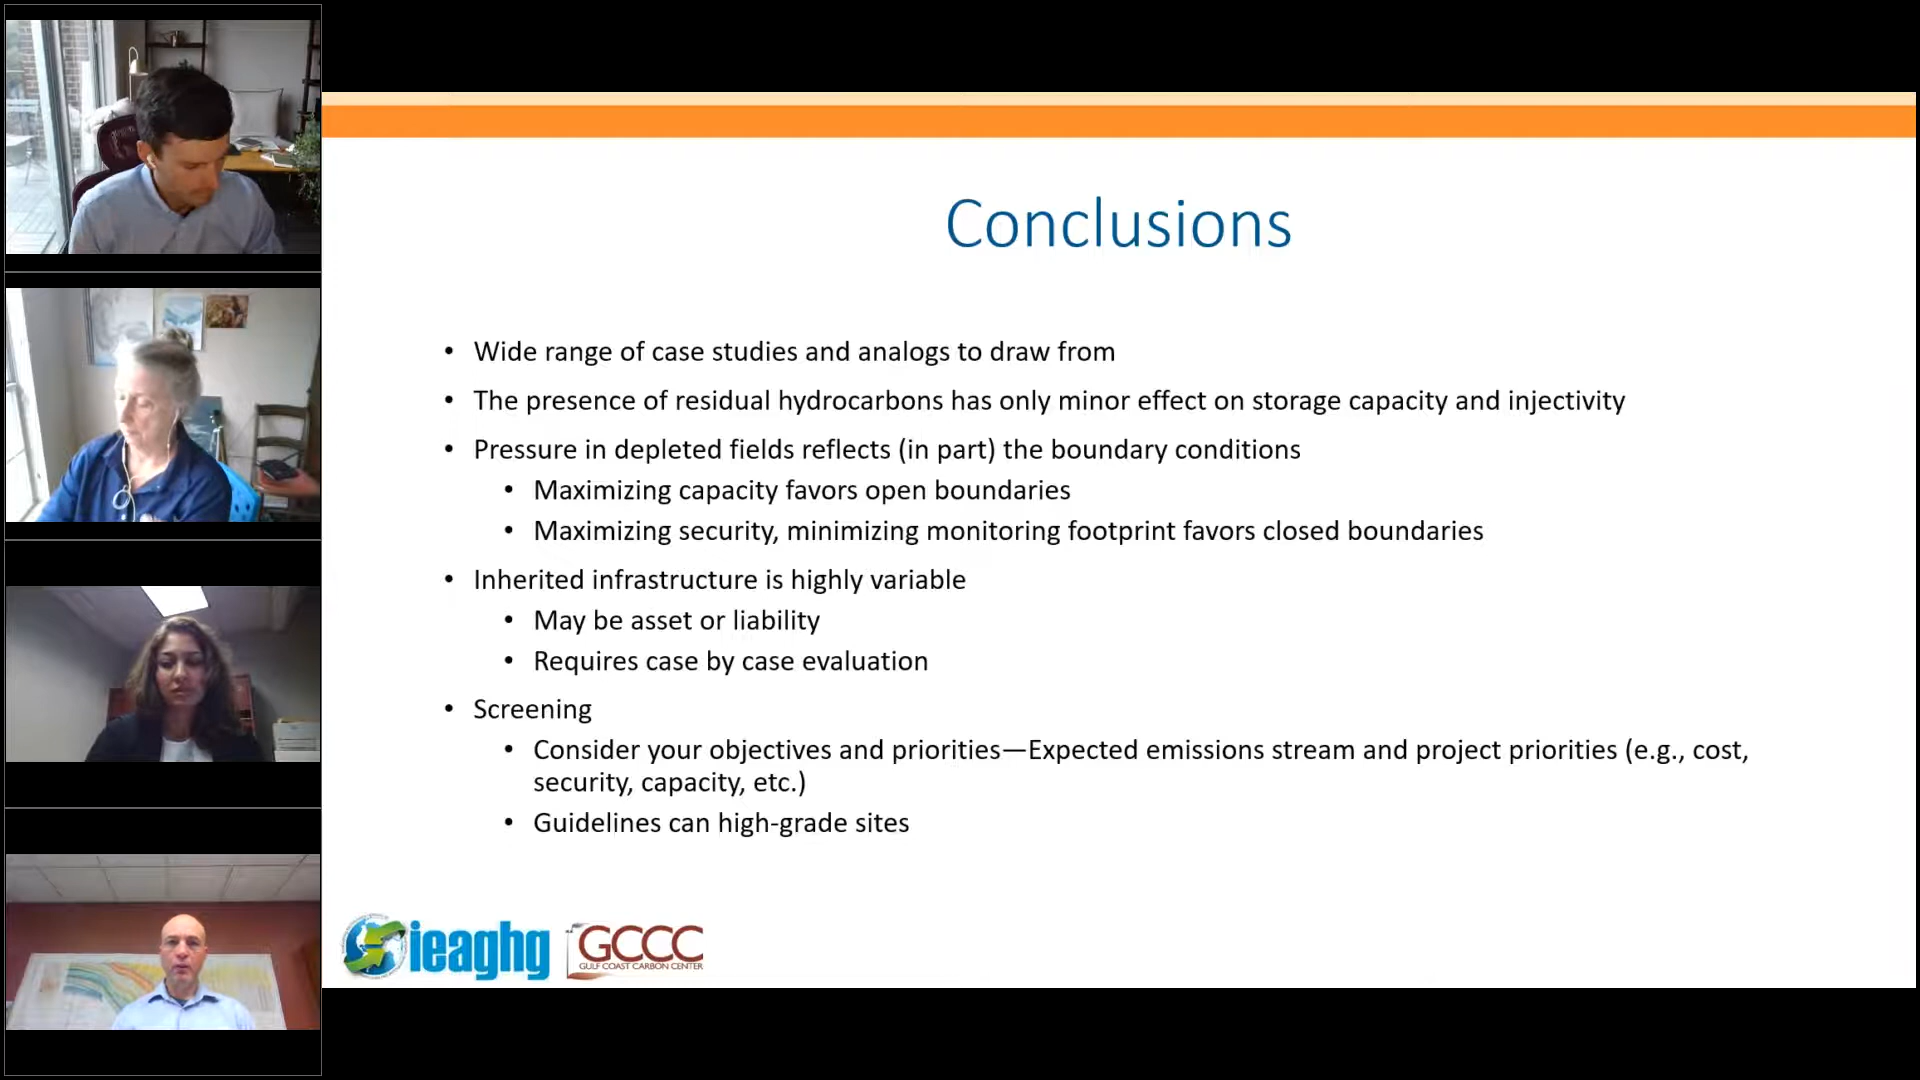 Conclusions
• Wide range of case studies and analogs to draw from
• The presence of residual hydrocarbons has only minor effect on storage capacity and injectivity
• Pressure in depleted fields reflects (in part) the boundary conditions
• Maximizing capacity favors open boundaries
• Maximizing security, minimizing monitoring footprint favors closed boundaries
• Inherited infrastructure is highly variable
• May be asset or liability
• Requires case by case evaluation
• Screening
• Consider your objectives and priorities—Expected emissions stream and project priorities (e.g., cost,
security, capacity, etc.)
• Guidelines can high-grade sites
ieaghg
GCCC
GULF COAST CARBON CENTER